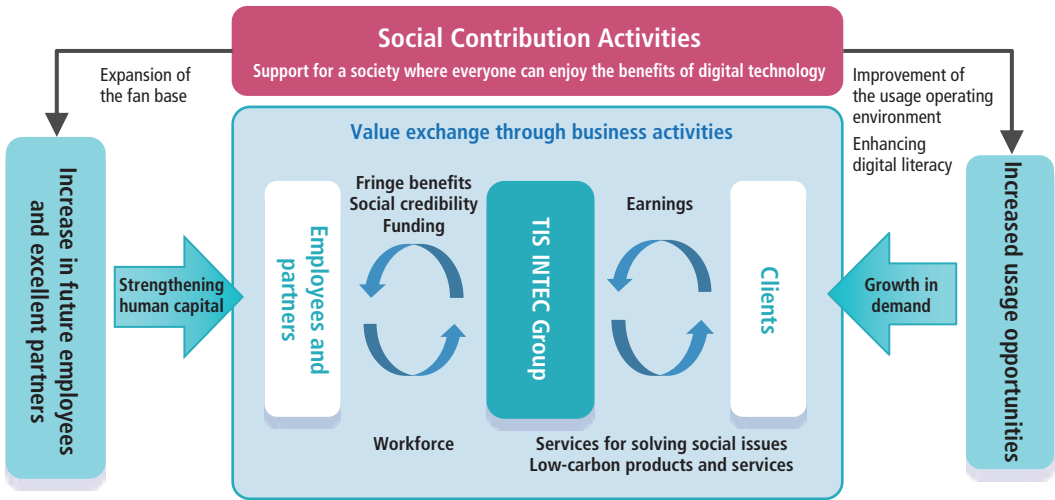 Social Contribution Activities
Support for a society where everyone can enjoy the benefits of digital technology
Expansion of
the fan base
Improvement of
the usage operating
environment
Enhancing
digital literacy
Increase in future employees
and excellent partners
Strengthening
human capital
Value exchange through business activities
Employees and
partners
Fringe benefits
Social credibility
Funding
Workforce
TIS INTEC Group
Earnings
Services for solving social issues
Low-carbon products and services
Clients
Growth in
demand
Increased usage opportunities